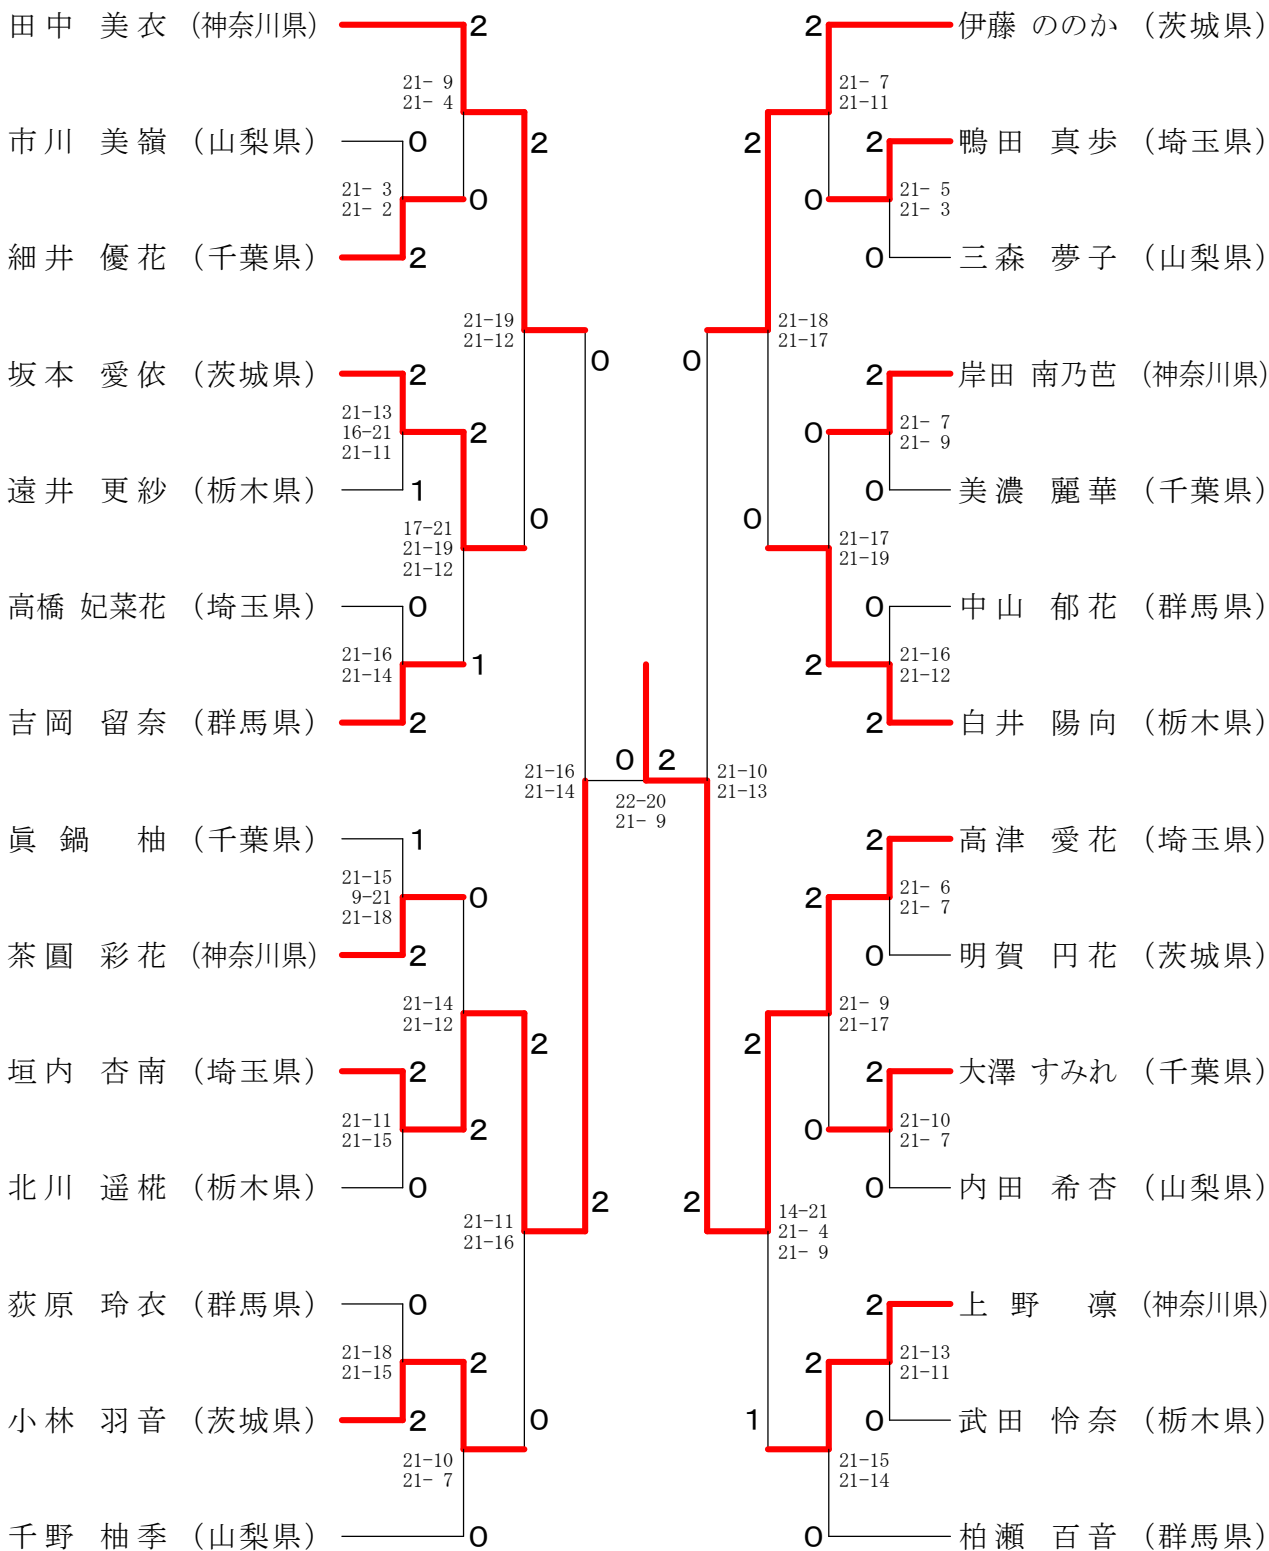 田中 美衣 (神奈川県) 2
21- 9
21- 4
市川 美嶺 (山梨県) 0 2
21- 3
21- 2
0
細井 優花 (千葉県) 2
21-19
21-12
0
坂本 愛依 (茨城県) 2
21-13
16-21
21-11
2
遠井 更紗 (栃木県) 1
17-21
21-19
21-12
0
高橋 妃菜花 (埼玉県) 0
21-16
21-14
1
吉岡 留奈 (群馬県) 2
21-16
21-14
眞鍋 柚 (千葉県) 1
21-15
9-21
21-18
0
茶圓 彩花 (神奈川県) 2
21-14
21-12
2
垣内 杏南 (埼玉県) 2
21-11
21-15
2
北川 遥椛 (栃木県) 0
21-11
21-16
2
荻原 玲衣 (群馬県) 0
21-18
21-15
2
小林 羽音 (茨城県) 2 0
21-10
21- 7
千野 柚季 (山梨県) 0
0 2
22-20
21- 9
2 伊藤 ののか (茨城県)
21- 7
21-11
2 2 鴨田 真歩 (埼玉県)
0
21- 5
21- 3
0 三森 夢子 (山梨県)
21-18
21-17
0
2 岸田 南乃芭 (神奈川県)
0
21- 7
21- 9
0 美濃 麗華 (千葉県)
0
21-17
21-19
0 中山 郁花 (群馬県)
2
21-16
21-12
2 白井 陽向 (栃木県)
21-10
21-13
2 高津 愛花 (埼玉県)
2
21- 6
21- 7
0 明賀 円花 (茨城県)
21- 9
21-17
2
2 大澤 すみれ (千葉県)
0
21-10
21- 7
0 内田 希杏 (山梨県)
2
14-21
21- 4
21- 9
2 上野 凛 (神奈川県)
2
21-13
21-11
1 0 武田 怜奈 (栃木県)
21-15
21-14
0 柏瀬 百音 (群馬県)